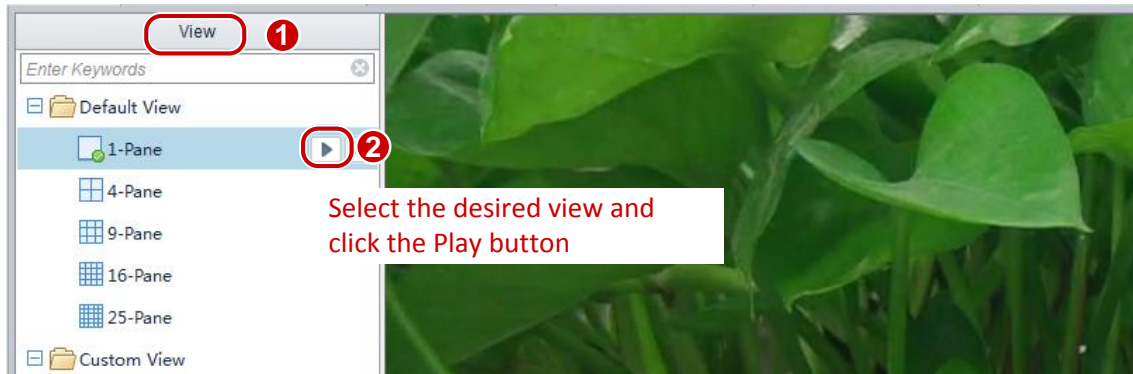 View
1
Enter Keywords
Default View
1-Pane
2
4-Pane
Select the desired view and
click the Play button
9-Pane
16-Pane
25-Pane
Custom View